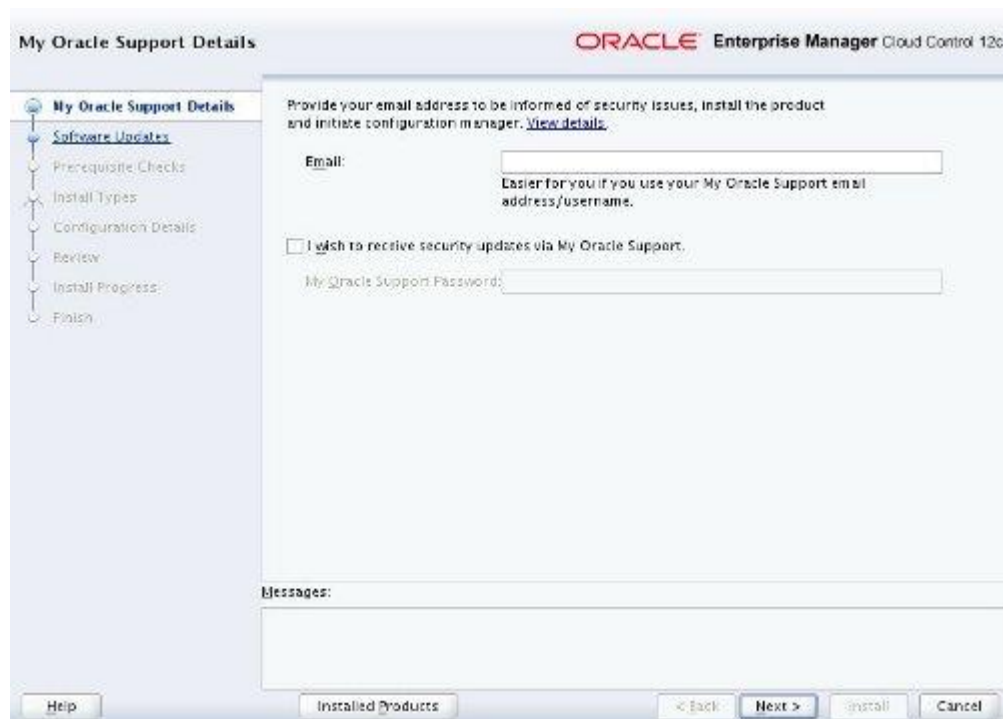 My Oracle Support Details
ORACLE Enterprise Manager Cloud Control 12c
My Oracle Support Details
Software Updates
Prerequisite Checks
Install Types
Configuration Details
Review
Install Progress
Finish
Provide your email address to be informed of security issues, install the product
and initiate configuration manager. View details.
Email:
Easier for you if you use your My Oracle Support email
address/username.
I wish to receive security updates via My Oracle Support.
My Oracle Support Password:
Messages:
Help
Installed Products
< Back
Next >
Install
Cancel